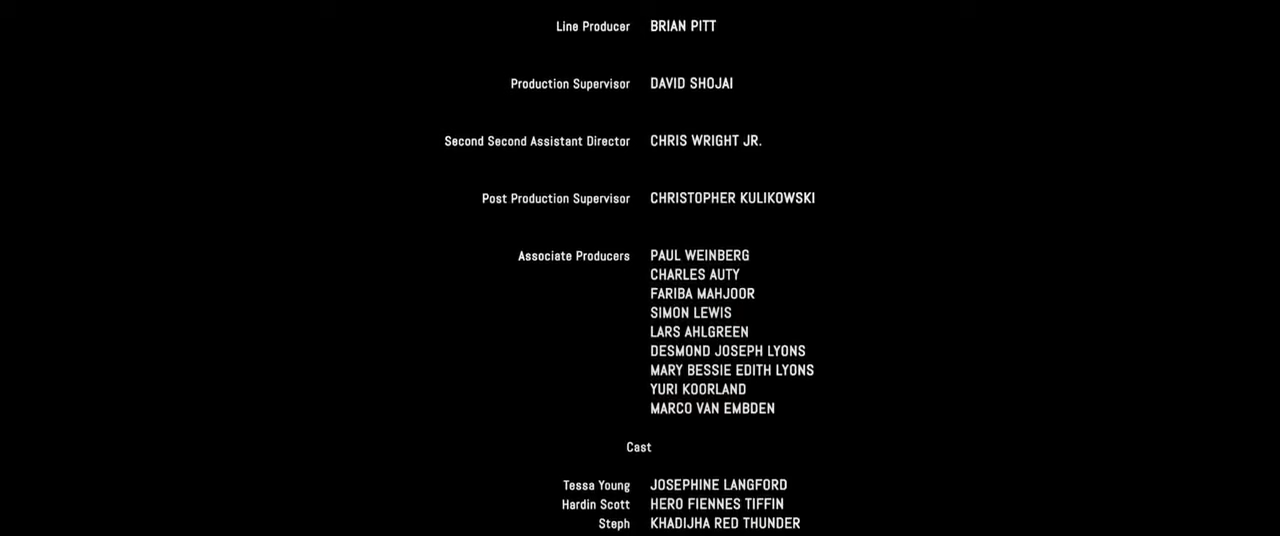 Line Producer BRIAN PITT
Production Supervisor DAVID SHOJAI
Second Second Assistant Director CHRIS WRIGHT JR.
Post Production Supervisor CHRISTOPHER KULIKOWSKI
Associate Producers PAUL WEINBERG
CHARLES AUTY
FARIBA MAHJOOR
SIMON LEWIS
LARS AHLGREEN
DESMOND JOSEPH LYONS
MARY BESSIE EDITH LYONS
YURI KOORLAND
MARCO VAN EMBDEN
Cast
Tessa Young JOSEPHINE LANGFORD
Hardin Scott HERO FIENNES TIFFIN
Steph KHADIJHA RED THUNDER